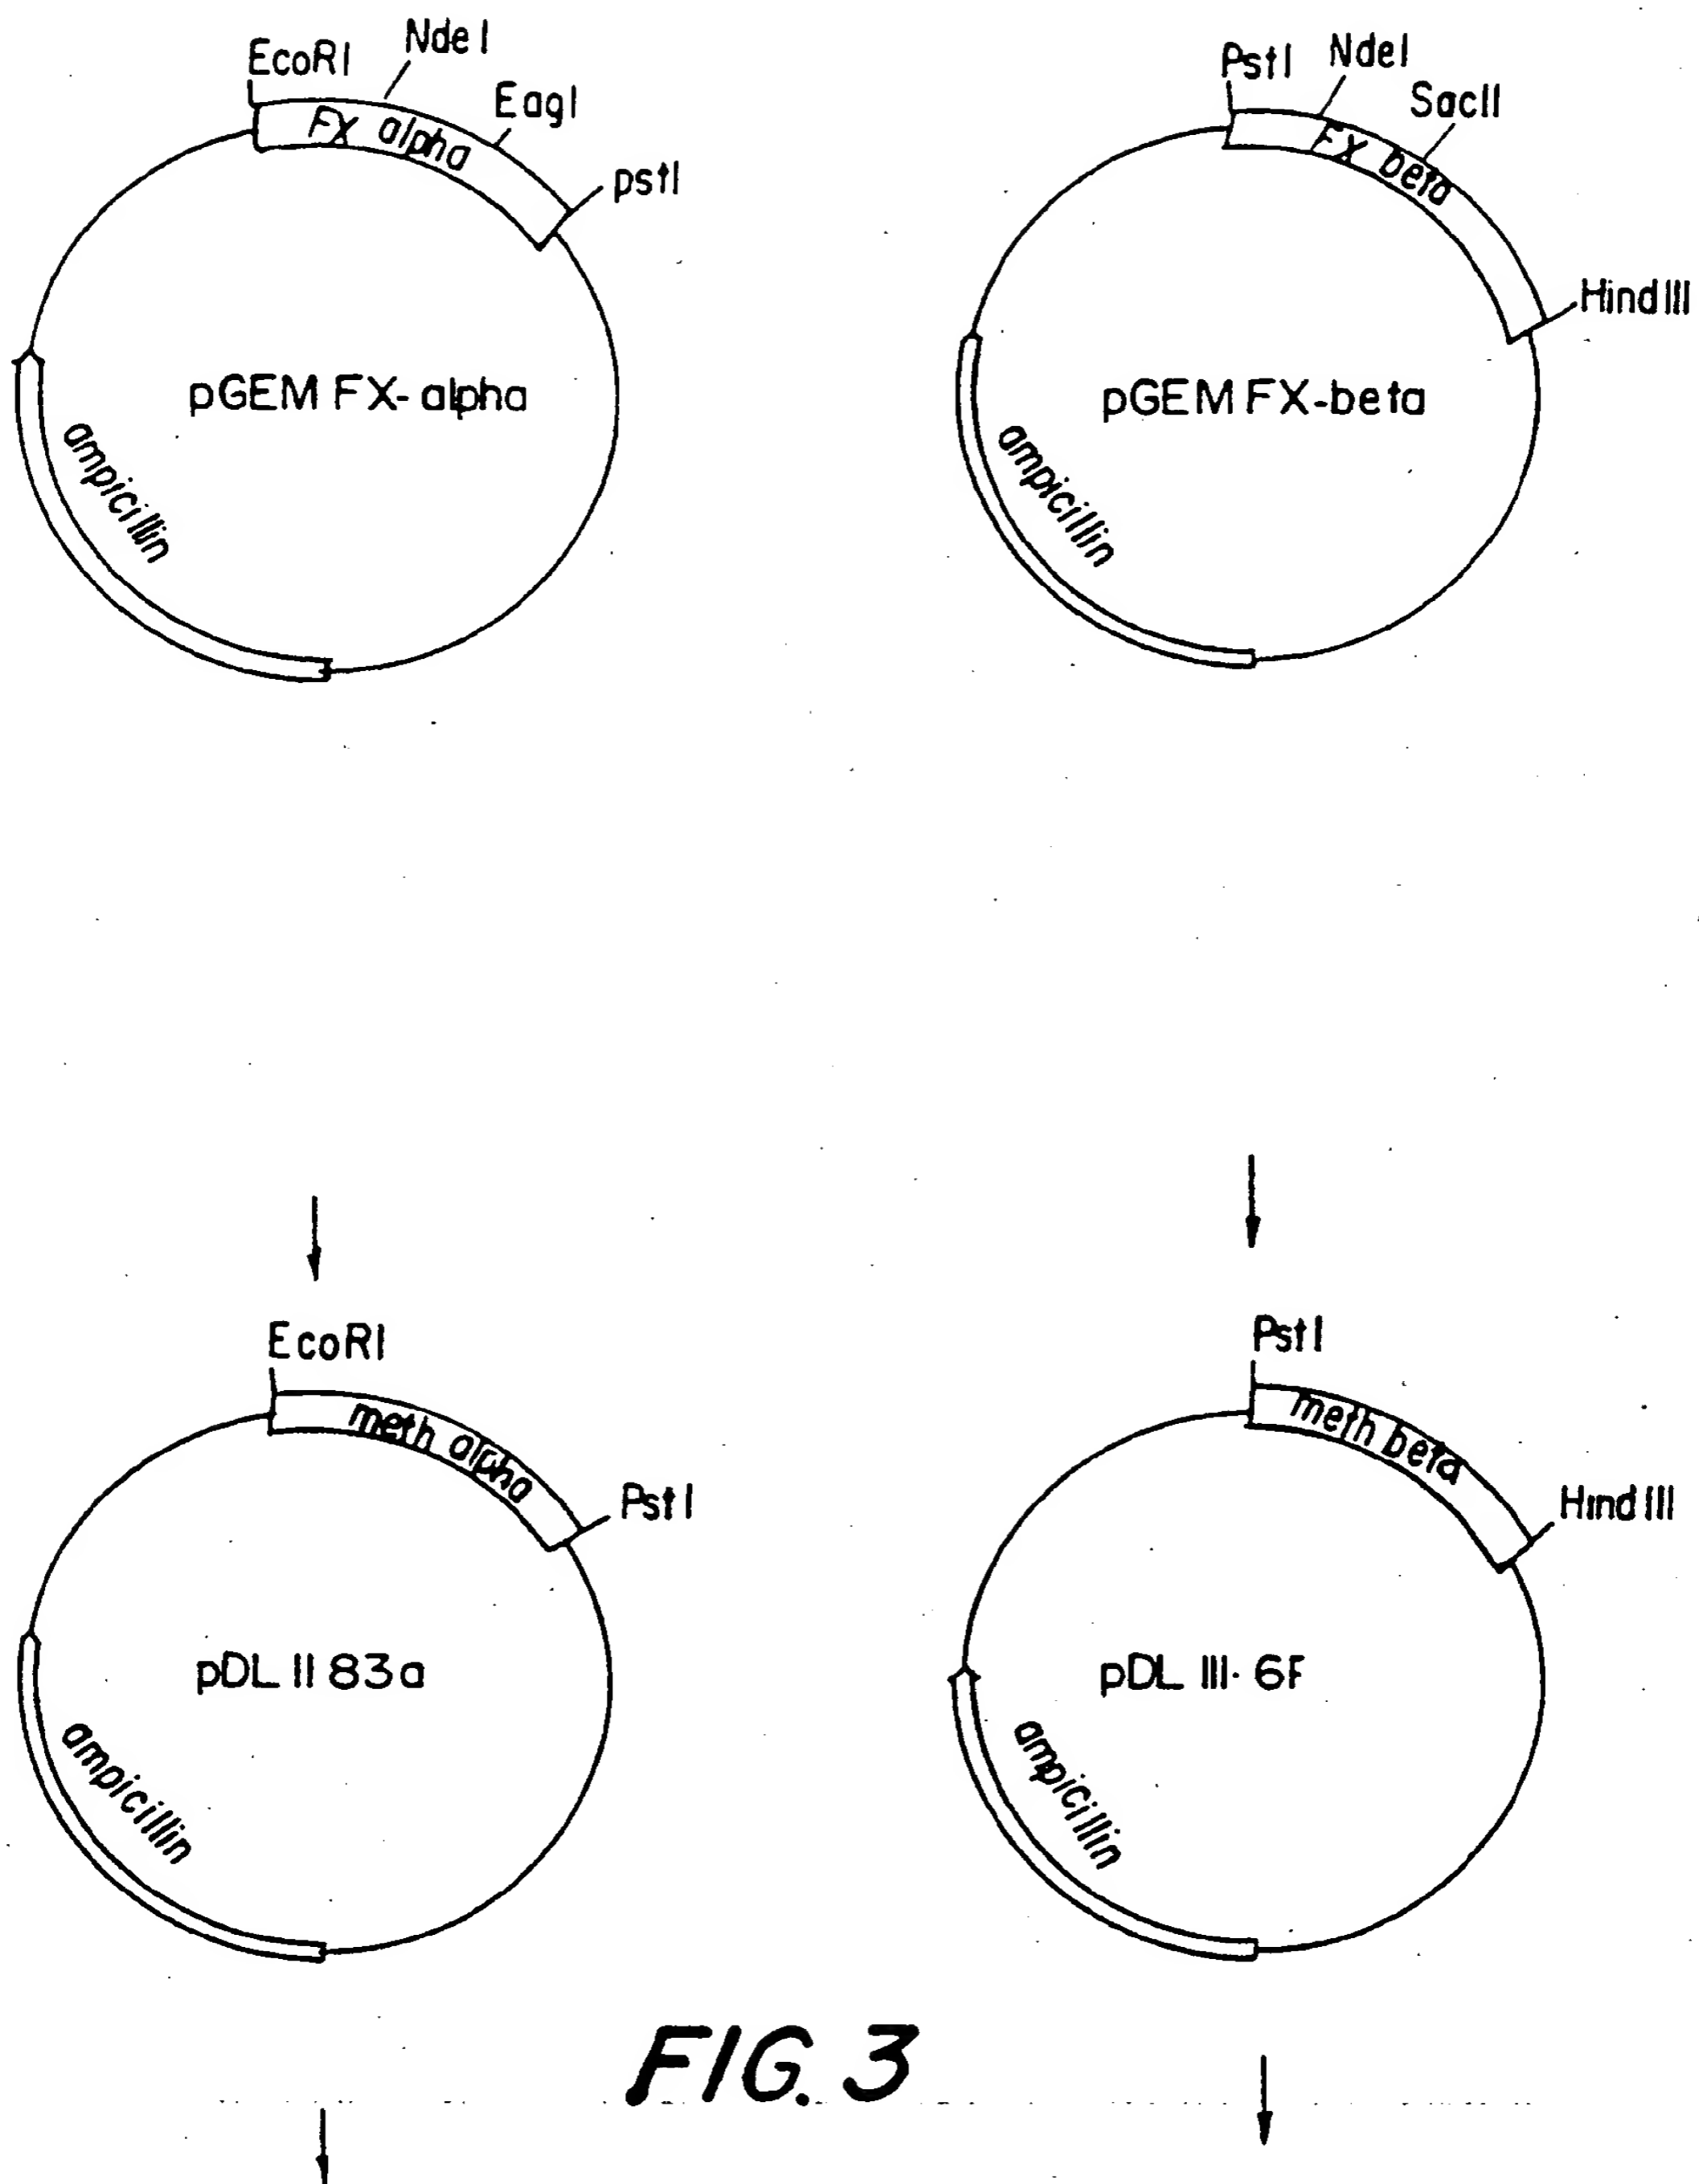 EcoRI
NdeI
EagI
pstI
FX alpha
pGEM FX-alpha
ampicillin
PstI
NdeI
SacII
FX beta
HindIII
pGEM FX-beta
ampicillin
EcoRI
meth alpha
PstI
pDL II 83a
ampicillin
PstI
meth beta
HindIII
pDL III·6F
ampicillin
FIG. 3